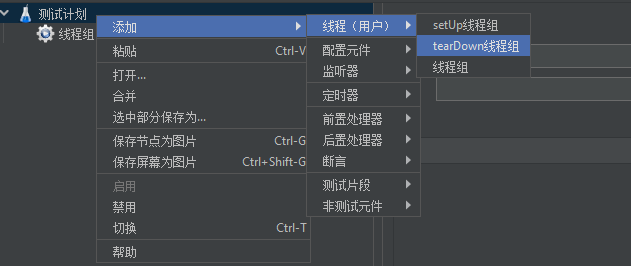 测试计划
线程组
添加
粘贴 Ctrl-V
打开...
合并
选中部分保存为...
保存节点为图片 Ctrl-G
保存屏幕为图片 Ctrl+Shift-G
启用
禁用
切换 Ctrl-T
帮助
线程（用户）
配置元件
监听器
定时器
前置处理器
后置处理器
断言
测试片段
非测试元件
setUp线程组
tearDown线程组
线程组